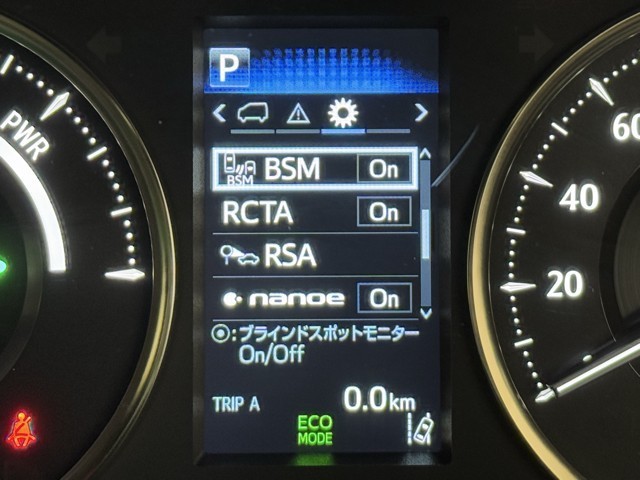 P
PWR
BSM
BSM On
RCTA On
RSA
nanoe On
:ブラインドスポットモニター
On/Off
TRIP A 0.0km
ECO
MODE
60
40
20